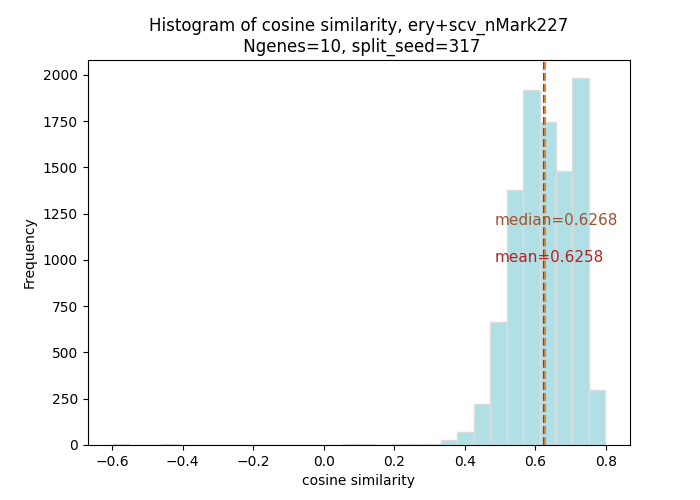 Histogram of cosine similarity, ery+scv_nMark227
Ngenes=10, split_seed=317
2000
1750
1500
1250
1000
750
500
250
0
Frequency
median=0.6268
mean=0.6258
−0.6 −0.4 −0.2 0.0 0.2 0.4 0.6 0.8
cosine similarity